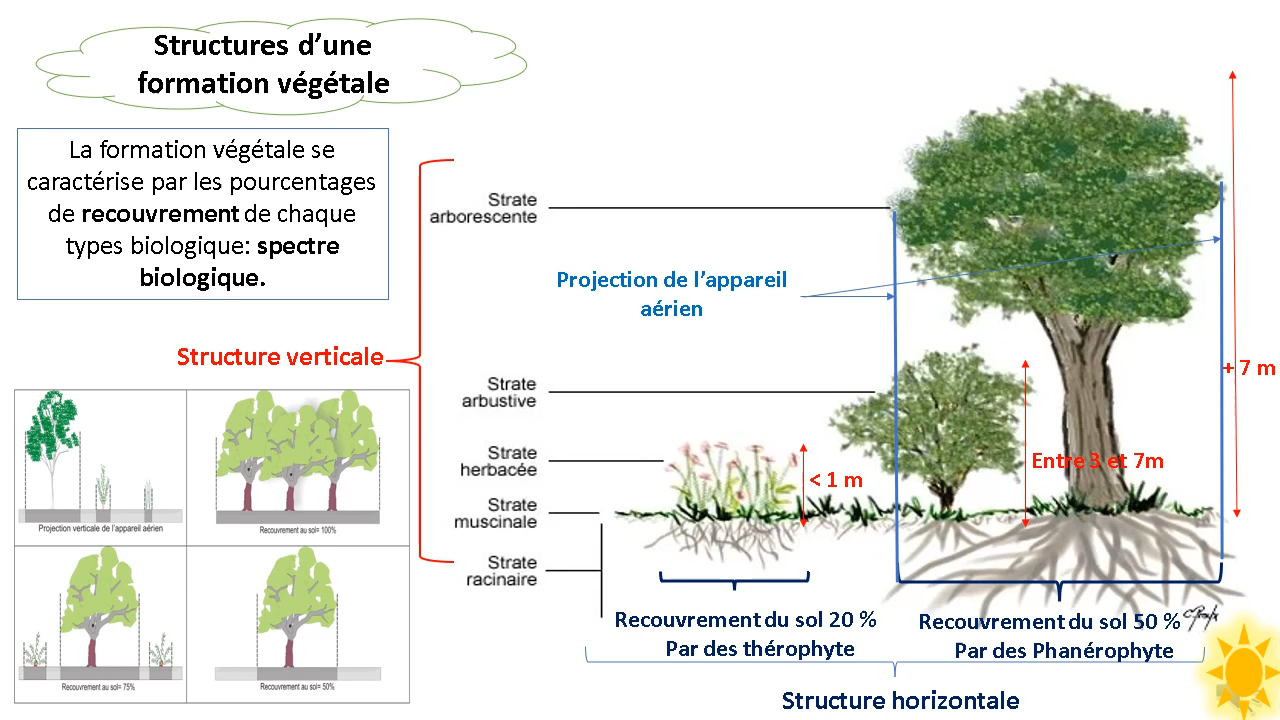 Structures d’une
formation végétale
La formation végétale se
caractérise par les pourcentages
de recouvrement de chaque
types biologique: spectre
biologique.
Structure verticale
Strate
arborescente
Projection de l’appareil
aérien
Strate
arbustive
Strate
herbacée
Strate
muscinale
Strate
racinaire
+ 7 m
Entre 3 et 7m
< 1 m
Projection verticale de l'appareil aérien
Recouvrement au sol= 100%
Recouvrement au sol= 75%
Recouvrement au sol= 50%
Recouvrement du sol 20 %
Par des thérophyte
Recouvrement du sol 50 %
Par des Phanérophyte
Structure horizontale